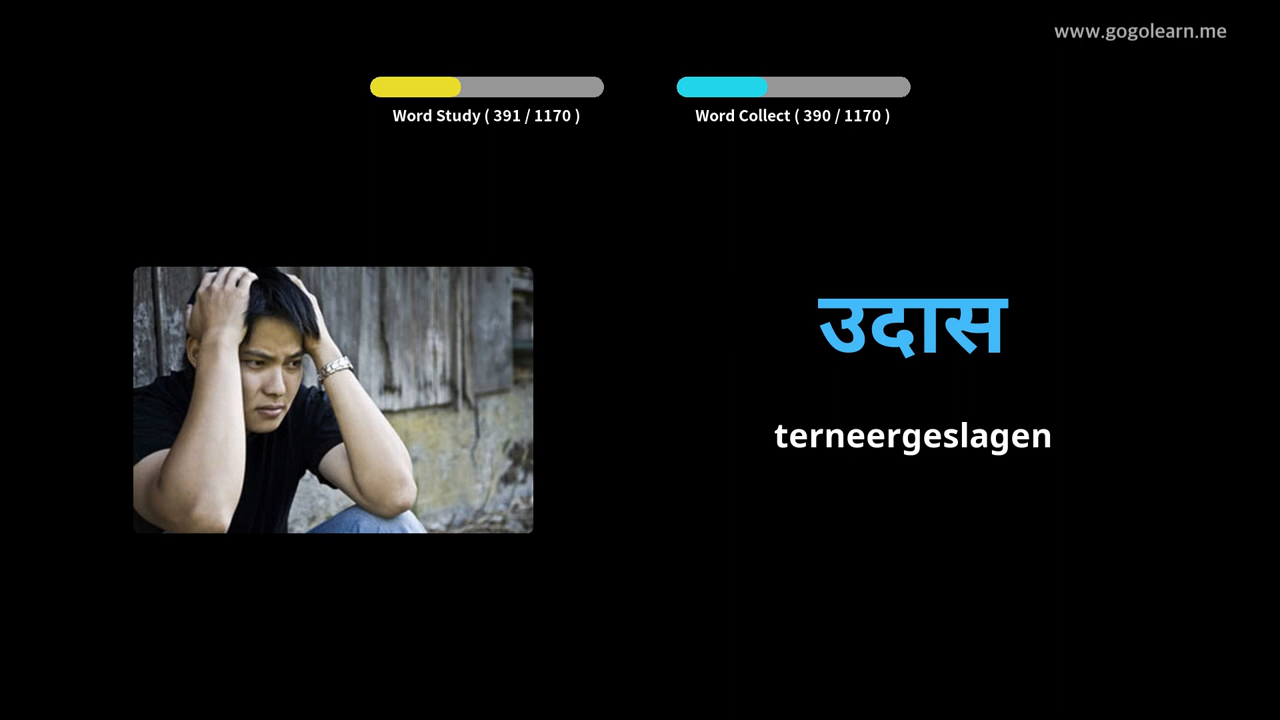 www.gogolearn.me
Word Study ( 391 / 1170 )
Word Collect ( 390 / 1170 )
उदास
terneergeslagen